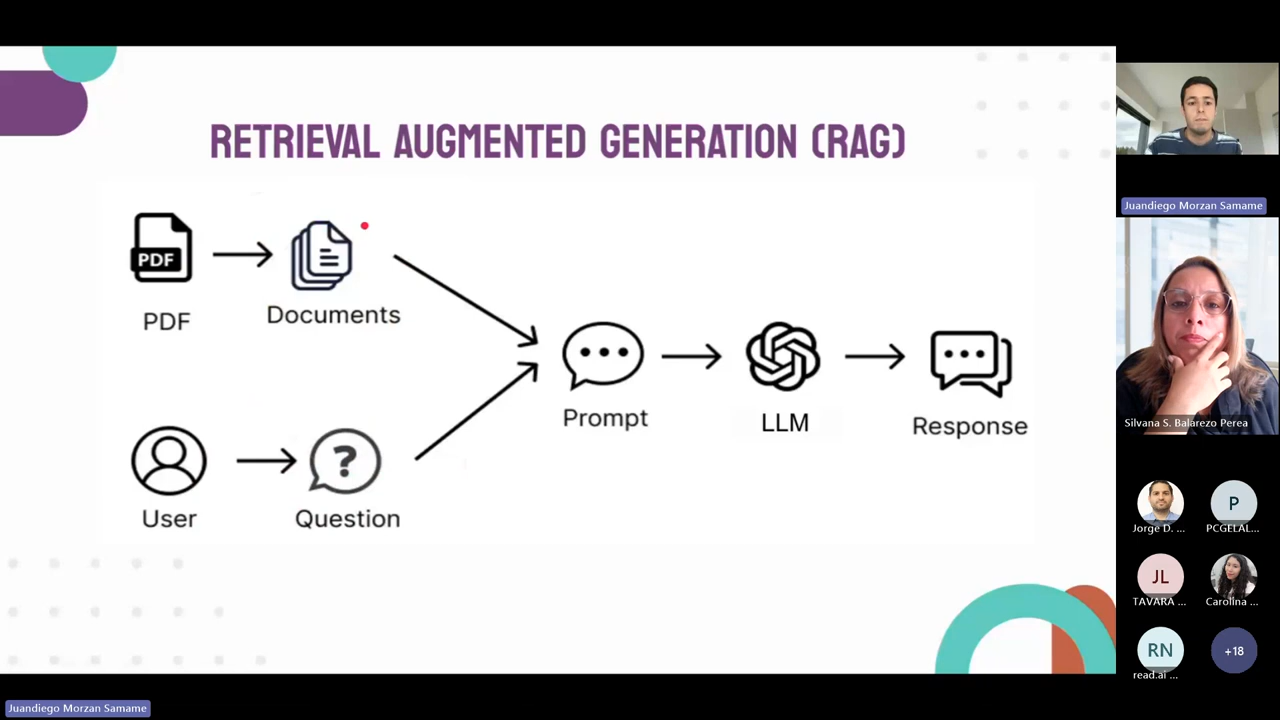 RETRIEVAL AUGMENTED GENERATION (RAG)
PDF
PDF
Documents
User
Question
Prompt
LLM
Response
Juandiego Morzan Samame
Silvana S. Balarezo Perea
Jorge D. ...
P
PCGELAL...
JL
TAVARA ...
Carolina ...
RN
read.ai ...
+18
Juandiego Morzan Samame